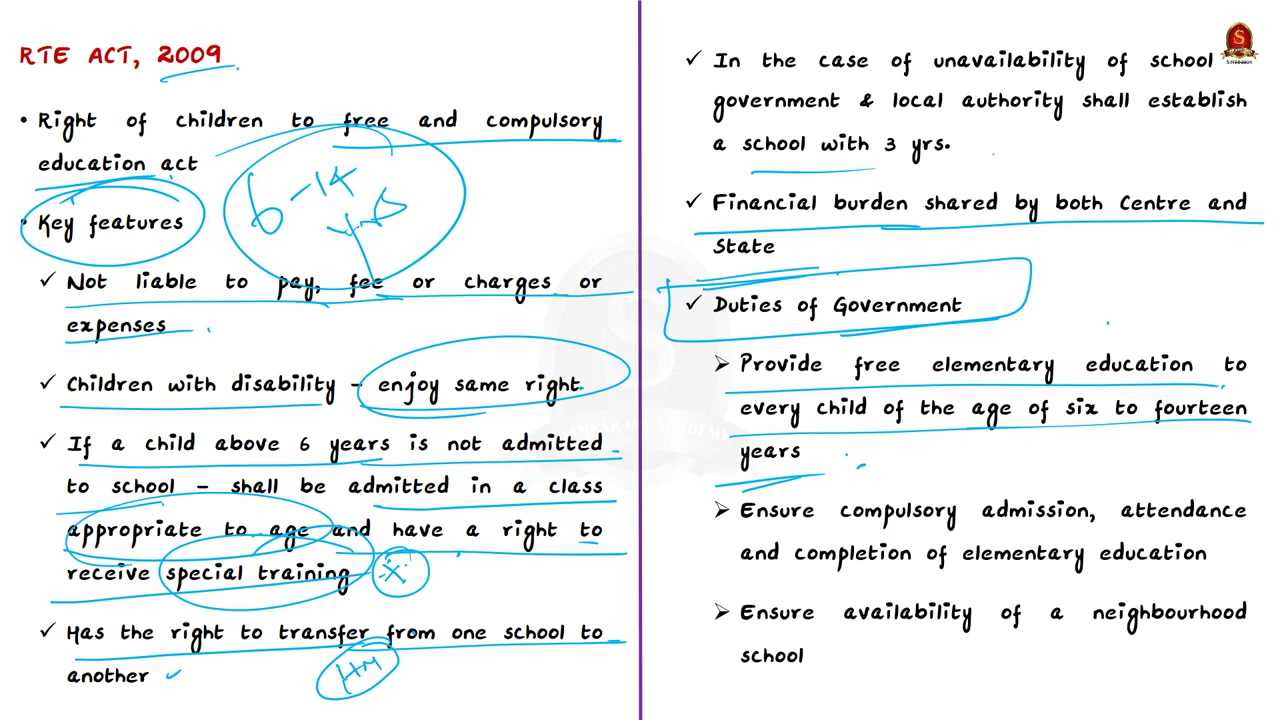 RTE ACT, 2009
• Right of children to free and compulsory
education act
• Key features
6-14
yrs
✓ Not liable to pay, fee or charges or
expenses
✓ Children with disability - enjoy same right
✓ If a child above 6 years is not admitted
to school - shall be admitted in a class
appropriate to age and have a right to
receive special training
✓ Has the right to transfer from one school to
another
HM
✓ In the case of unavailability of school
government & local authority shall establish
a school with 3 yrs.
✓ Financial burden shared by both Centre and
State
✓ Duties of Government
➢ Provide free elementary education to
every child of the age of six to fourteen
years
➢ Ensure compulsory admission, attendance
and completion of elementary education
➢ Ensure availability of a neighbourhood
school